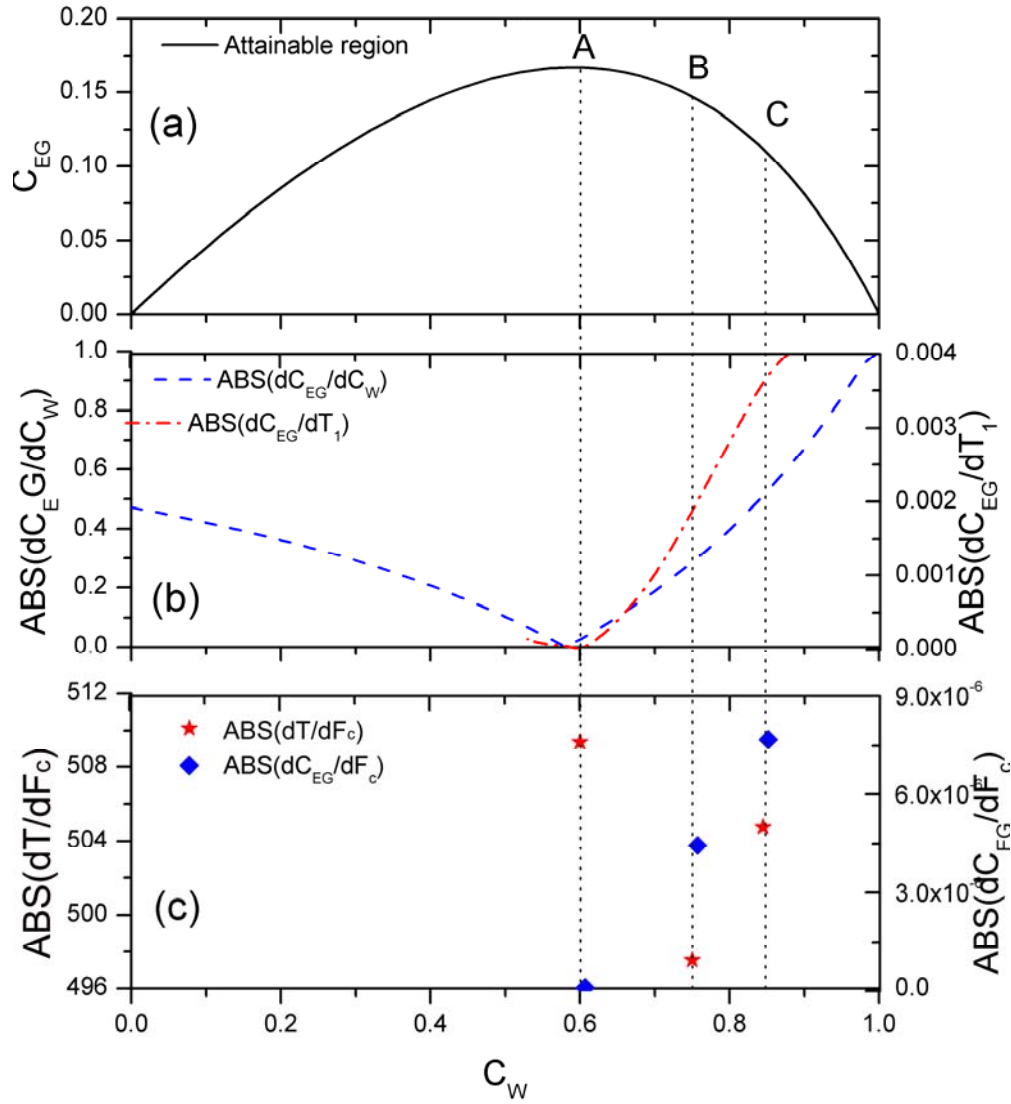 0.20
Attainable region
A
B
0.15
(a)
C
0.10
C_EG
0.05
0.00
1.0
0.004
ABS(dC_EG/dC_W)
ABS(dC_EG/dT_1)
0.8
0.003
0.6
0.002
0.4
0.001
0.2
(b)
0.0
0.000
ABS(dC_EG/dC_W)
ABS(dC_EG/dT_1)
512
9.0x10^-6
ABS(dT/dF_c)
ABS(dC_EG/dF_c)
508
6.0x10^-6
504
3.0x10^-6
500
(c)
496
0.0
ABS(dT/dF_c)
ABS(dC_EG/dF_c)
0.0 0.2 0.4 0.6 0.8 1.0
C_W